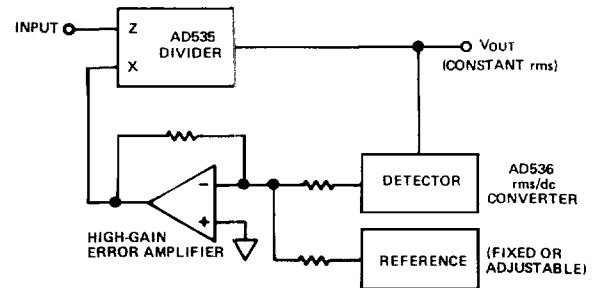 INPUT
Z
X
AD535
DIVIDER
VOUT
(CONSTANT rms)
DETECTOR
AD536
rms/dc
CONVERTER
−
+
HIGH-GAIN
ERROR AMPLIFIER
REFERENCE
(FIXED OR
ADJUSTABLE)